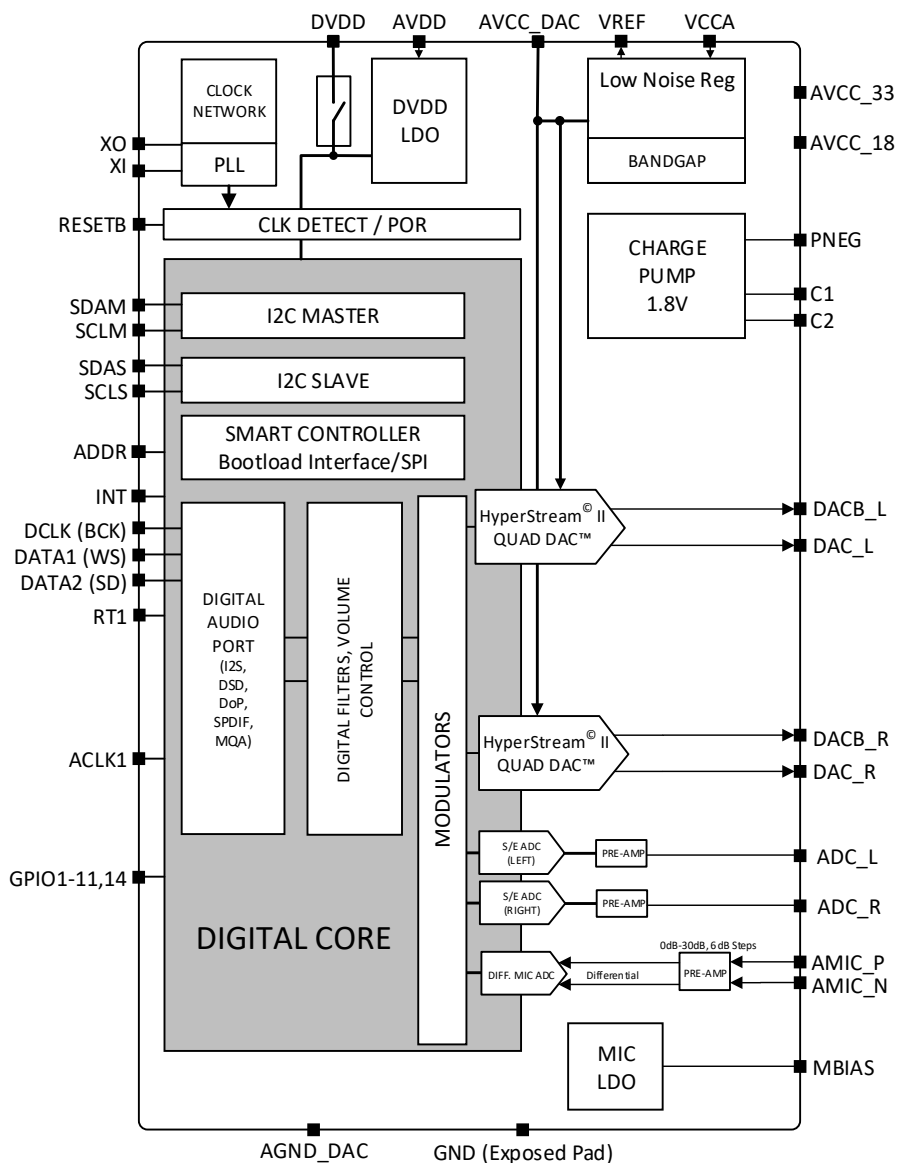 DVDD
AVDD
AVCC_DAC
VREF
VCCA
CLOCK
NETWORK
PLL
DVDD
LDO
Low Noise Reg
BANDGAP
AVCC_33
AVCC_18
XO
XI
RESETB
CLK DETECT / POR
CHARGE
PUMP
1.8V
PNEG
C1
C2
SDAM
SCLM
I2C MASTER
SDAS
SCLS
I2C SLAVE
ADDR
SMART CONTROLLER
Bootload Interface/SPI
INT
DCLK (BCK)
DATA1 (WS)
DATA2 (SD)
RT1
ACLK1
GPIO1-11,14
DIGITAL
AUDIO
PORT
(I2S,
DSD,
DoP,
SPDIF,
MQA)
DIGITAL FILTERS, VOLUME
CONTROL
MODULATORS
HyperStream© II
QUAD DAC™
DACB_L
DAC_L
HyperStream© II
QUAD DAC™
DACB_R
DAC_R
S/E ADC
(LEFT)
PRE-AMP
ADC_L
S/E ADC
(RIGHT)
PRE-AMP
ADC_R
DIGITAL CORE
DIFF. MIC ADC
0dB-30dB, 6dB Steps
Differential
PRE-AMP
AMIC_P
AMIC_N
MIC
LDO
MBIAS
AGND_DAC
GND (Exposed Pad)